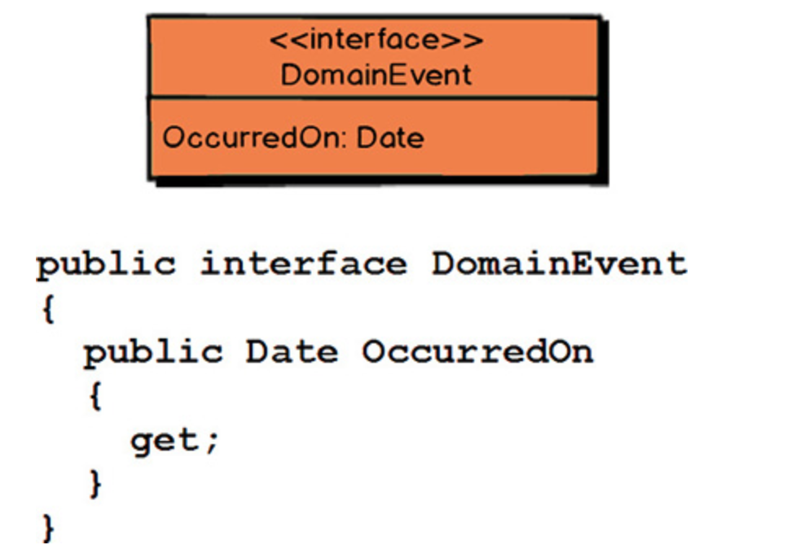 <<interface>>
DomainEvent
OccurredOn: Date
public interface DomainEvent
{
public Date OccurredOn
{
get;
}
}